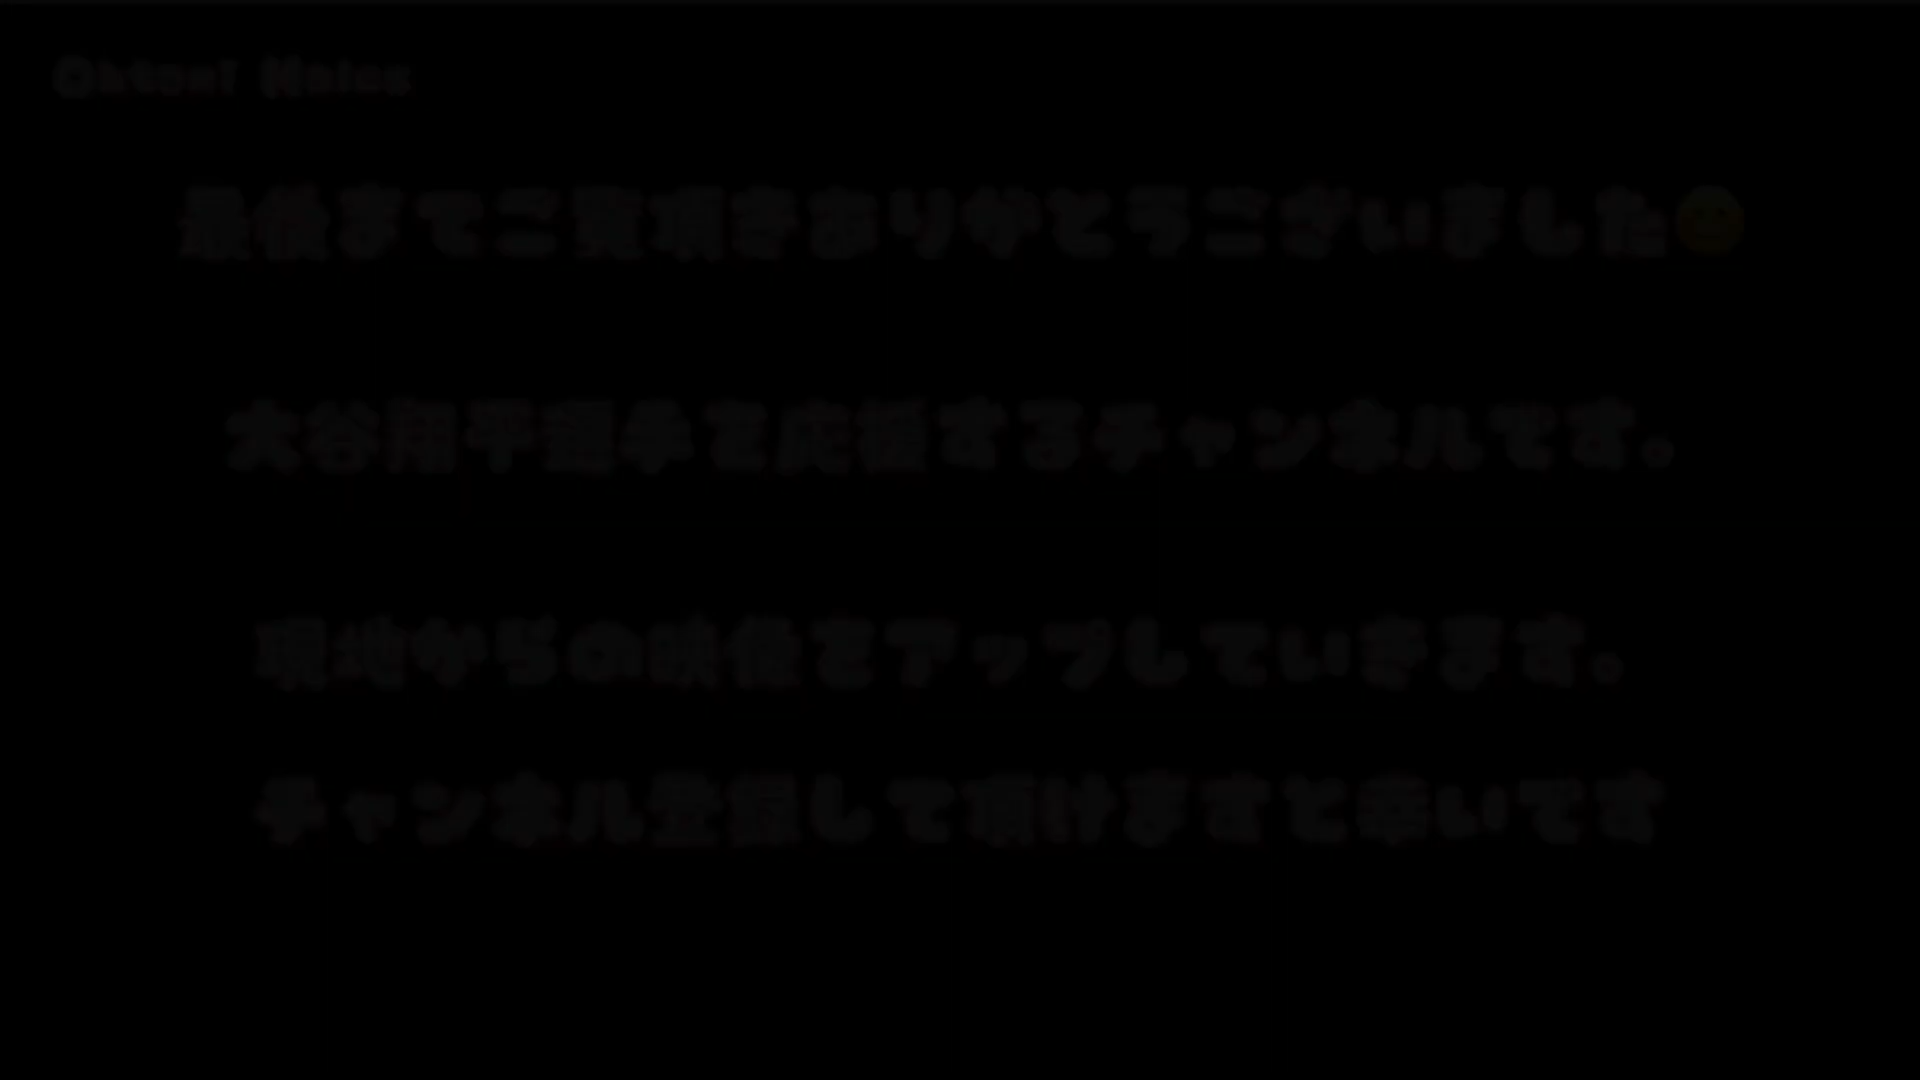 最後までご覧頂きありがとうございました
大谷翔平選手を応援するチャンネルです。
現地からの映像をアップしていきます。
チャンネル登録して頂けますと幸いです